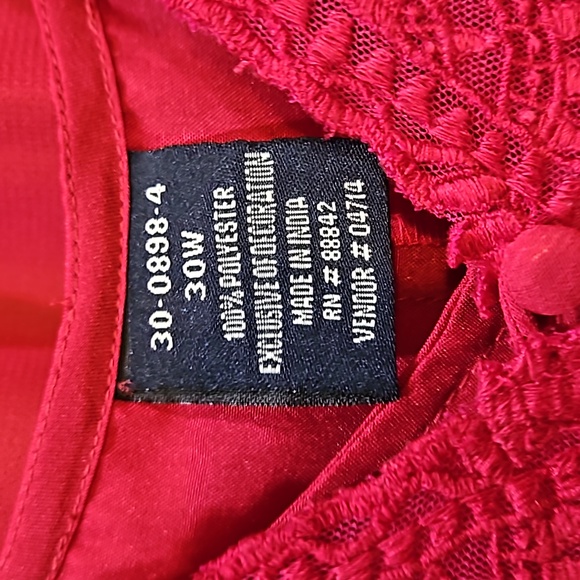 30-0898-4
30W
100% POLYESTER
EXCLUSIVE OF DECORATION
MADE IN INDIA
RN # 88842
VENDOR # 04714